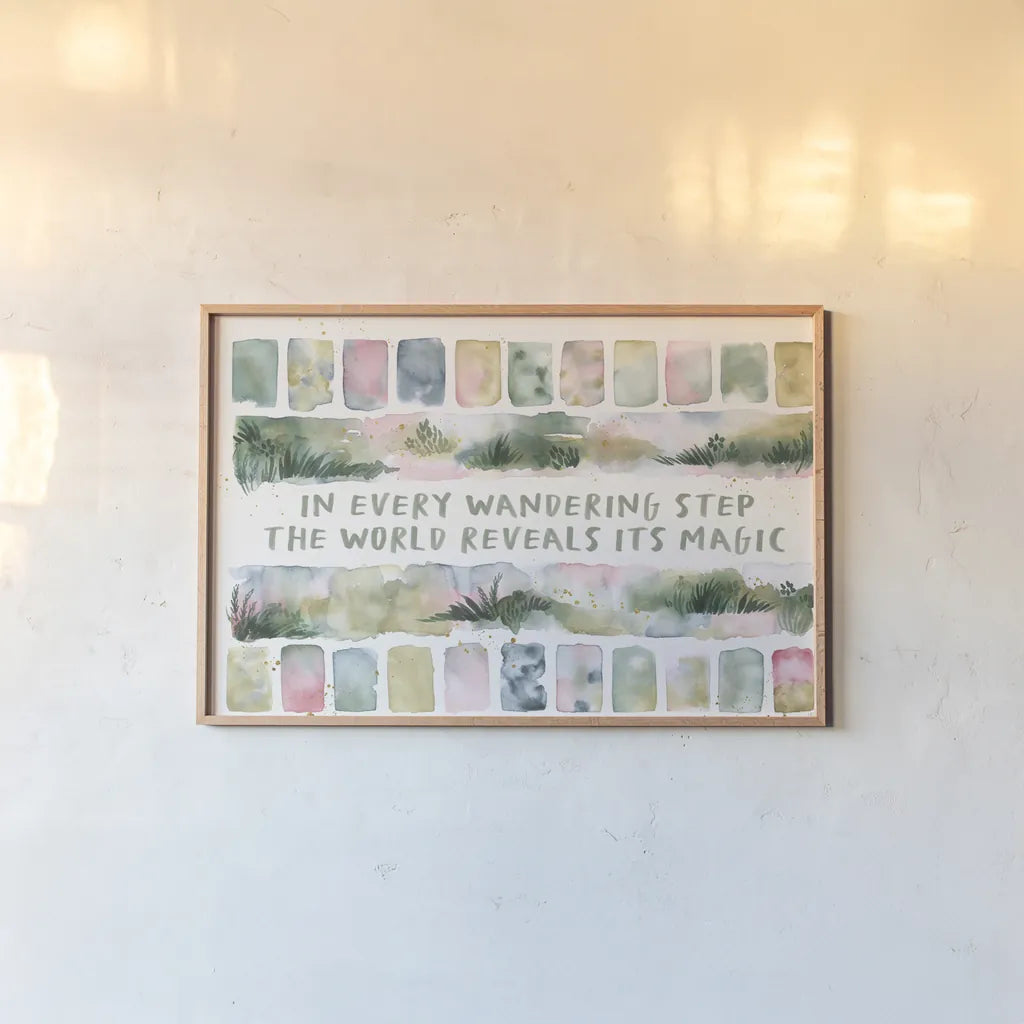 IN EVERY WANDERING STEP
THE WORLD REVEALS ITS MAGIC